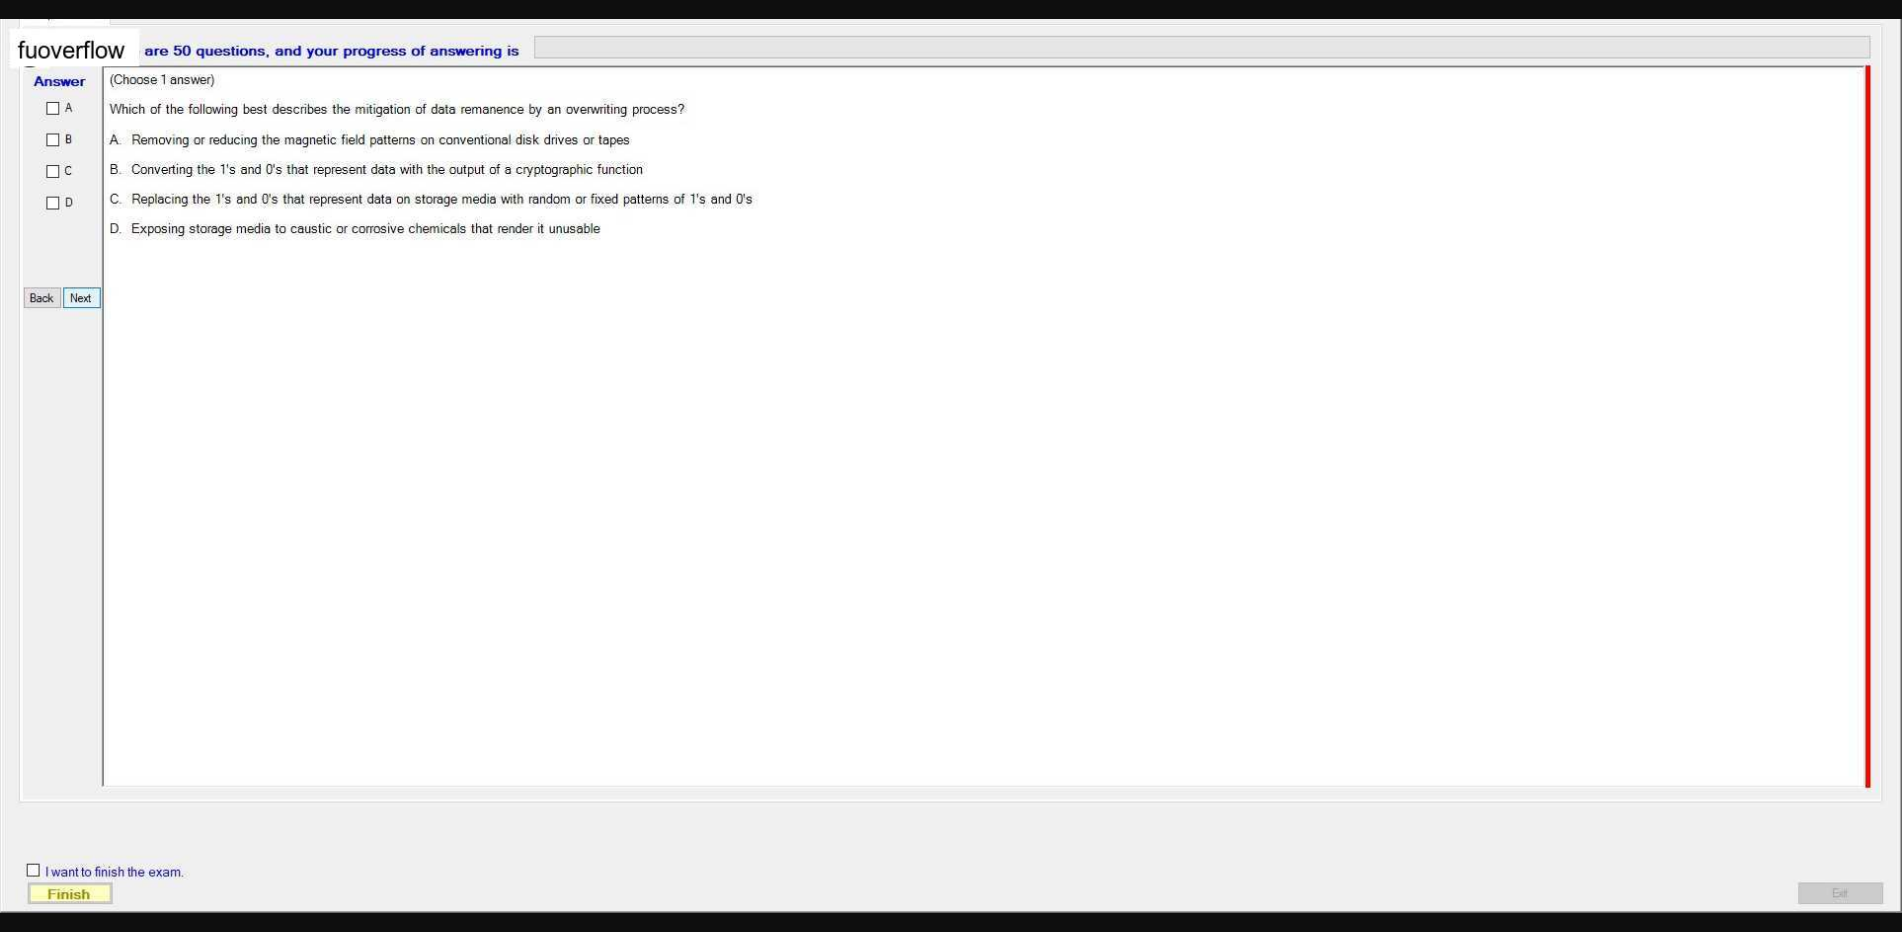 fuoverflow are 50 questions, and your progress of answering is
Answer
(Choose 1 answer)
A
Which of the following best describes the mitigation of data remanence by an overwriting process?
B
A. Removing or reducing the magnetic field patterns on conventional disk drives or tapes
C
B. Converting the 1's and 0's that represent data with the output of a cryptographic function
D
C. Replacing the 1's and 0's that represent data on storage media with random or fixed patterns of 1's and 0's
D. Exposing storage media to caustic or corrosive chemicals that render it unusable
Back Next
I want to finish the exam.
Finish
Exit